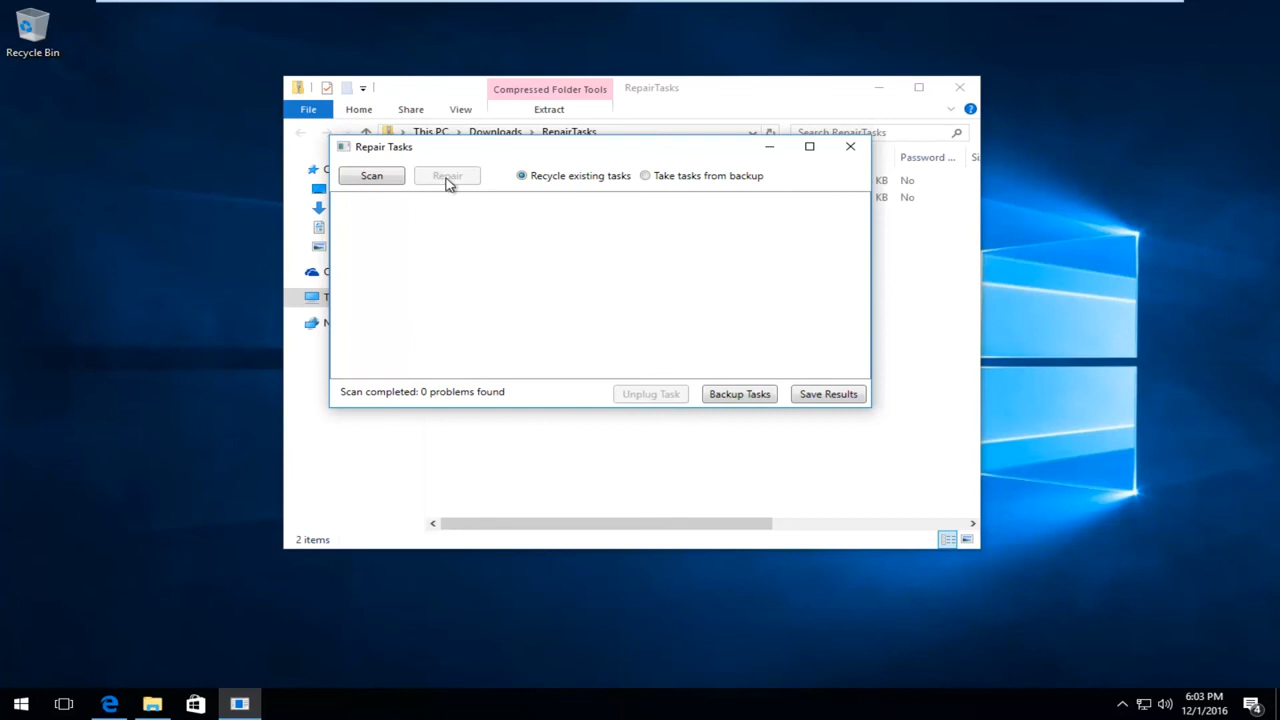 Recycle Bin
Compressed Folder Tools
RepairTasks
File
Home
Share
View
Extract
This PC
Downloads
RepairTasks
Search RepairTasks
Repair Tasks
Password ...
Scan
Repair
Recycle existing tasks
Take tasks from backup
KB
No
KB
No
Scan completed: 0 problems found
Unplug Task
Backup Tasks
Save Results
2 items
6:03 PM
12/1/2016
4